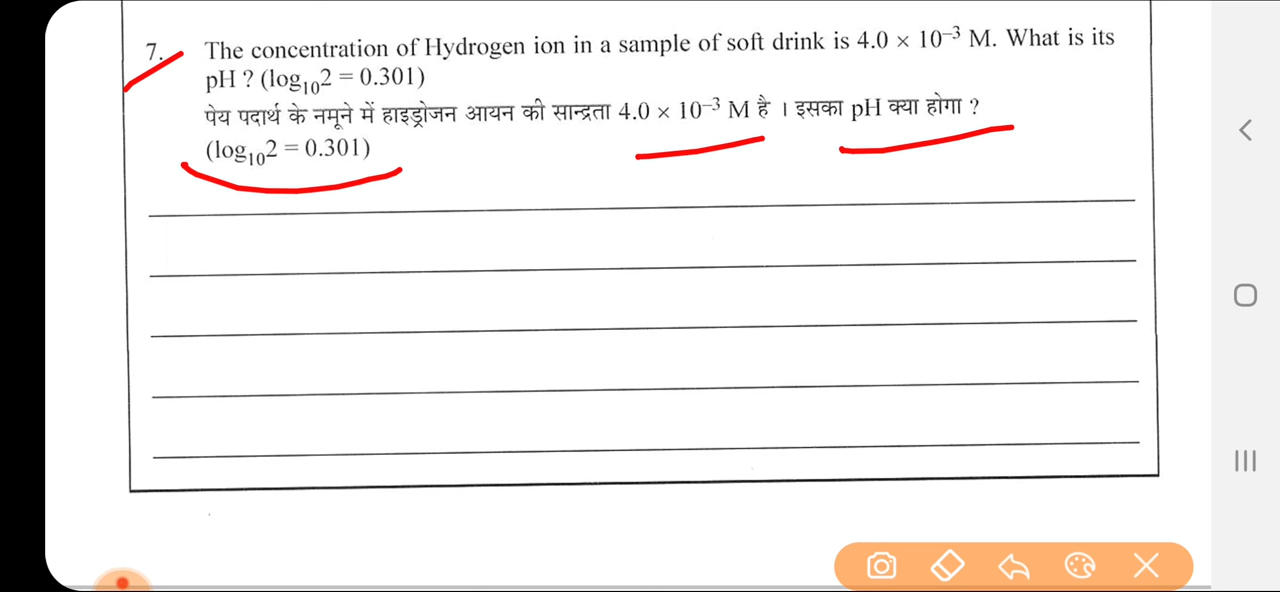 7. The concentration of Hydrogen ion in a sample of soft drink is 4.0 × 10⁻³ M. What is its
pH ? (log₁₀2 = 0.301)
पेय पदार्थ के नमूने में हाइड्रोजन आयन की सान्द्रता 4.0 × 10⁻³ M है । इसका pH क्या होगा ?
(log₁₀2 = 0.301)